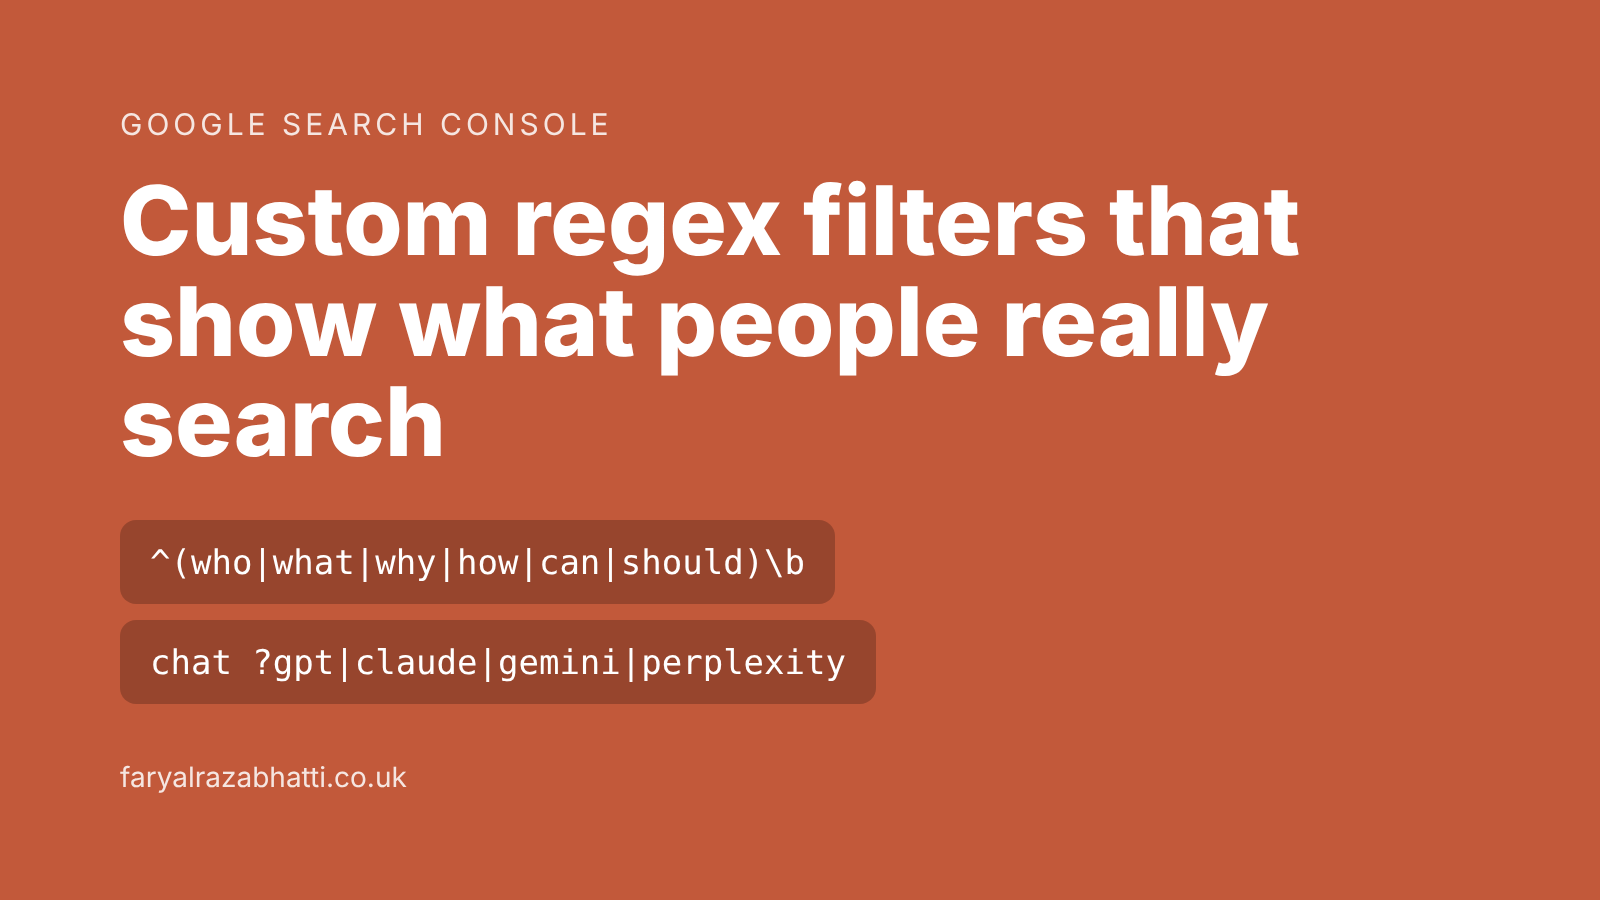 GOOGLE SEARCH CONSOLE
Custom regex filters that
show what people really
search
^(who|what|why|how|can|should)\b
chat ?gpt|claude|gemini|perplexity
faryalrazabhatti.co.uk